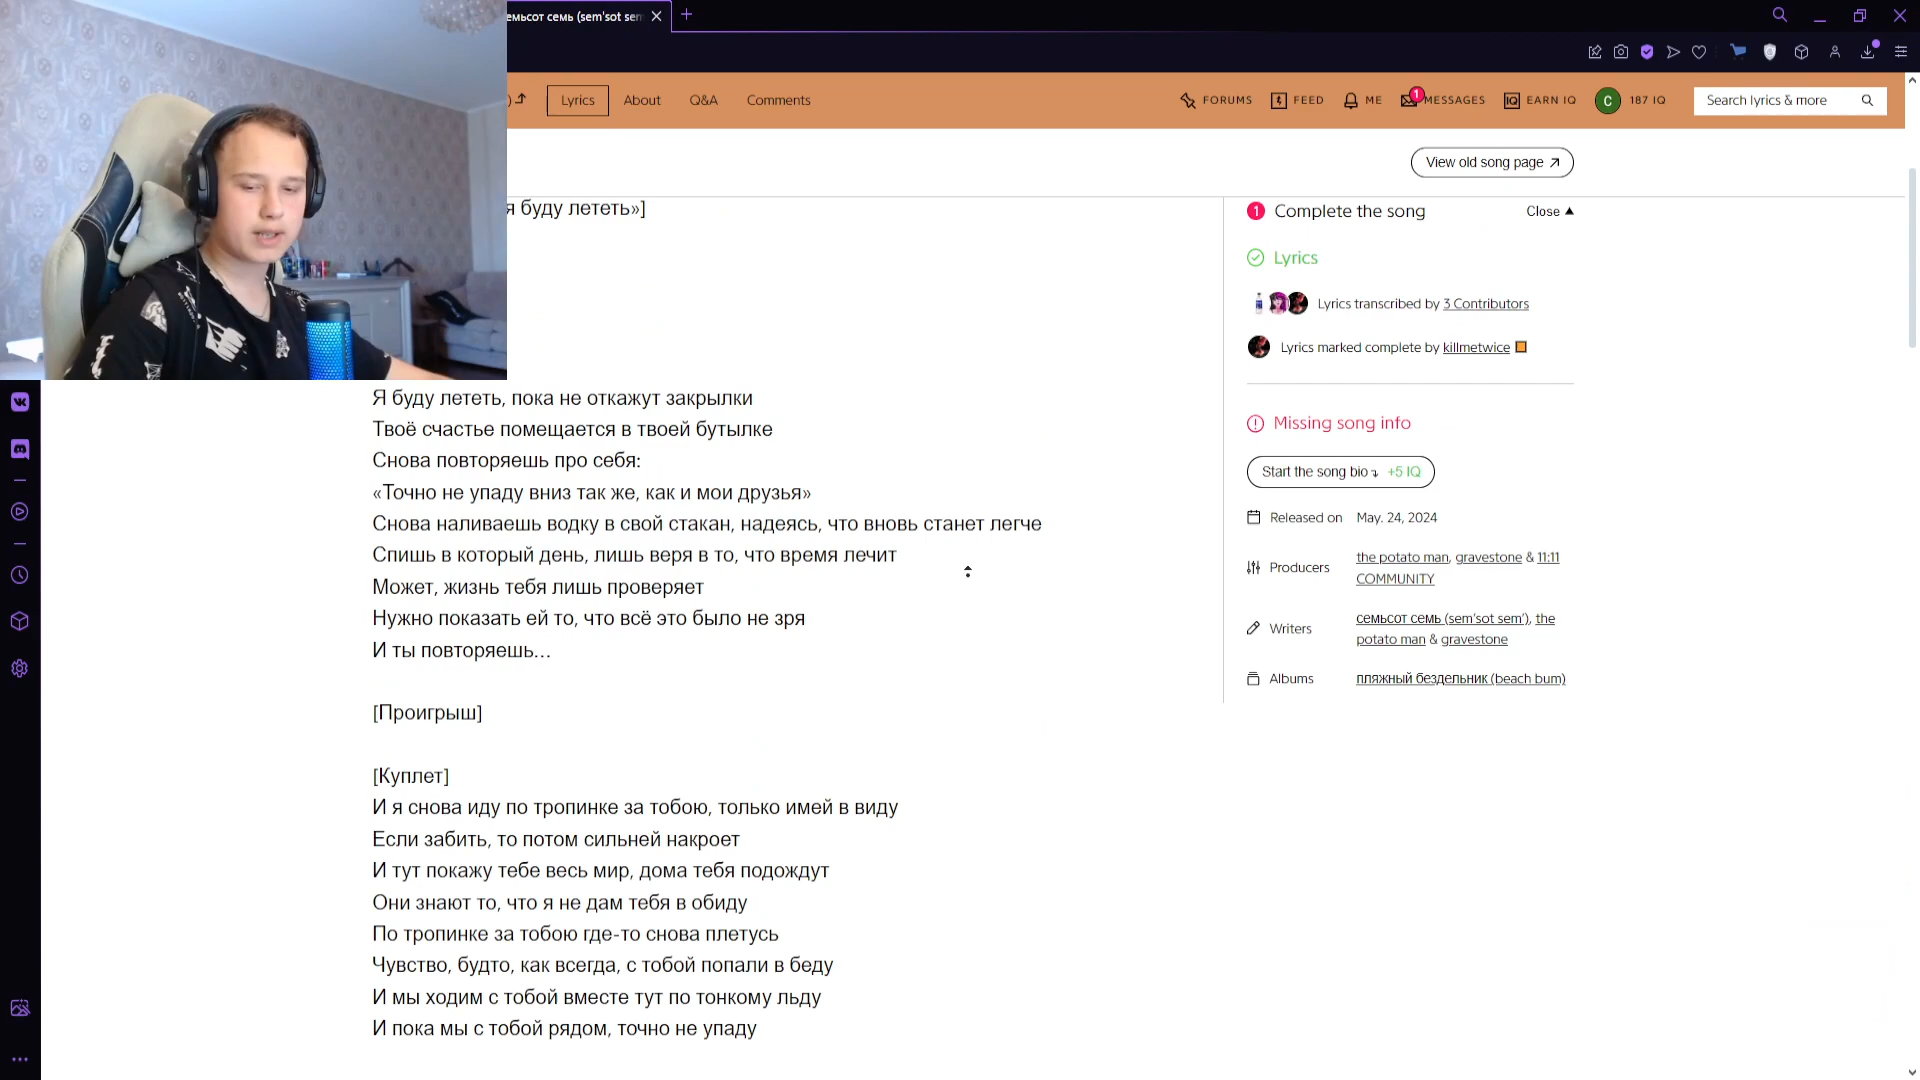 емьсот семь (sem'sot sem
Lyrics
About
Q&A
Comments
FORUMS
FEED
ME
1
MESSAGES
IQ
EARN IQ
C
187 IQ
Search lyrics & more
View old song page
я буду лететь»]
1 Complete the song
Close
Lyrics
Lyrics transcribed by 3 Contributors
Lyrics marked complete by killmetwice
Missing song info
Start the song bio +5 IQ
Released on May. 24, 2024
Producers the potato man, gravestone & 11:11
COMMUNITY
Writers семьсот семь (sem'sot sem'), the
potato man & gravestone
Albums пляжный бездельник (beach bum)
Я буду лететь, пока не откажут закрылки
Твоё счастье помещается в твоей бутылке
Снова повторяешь про себя:
«Точно не упаду вниз так же, как и мои друзья»
Снова наливаешь водку в свой стакан, надеясь, что вновь станет легче
Спишь в который день, лишь веря в то, что время лечит
Может, жизнь тебя лишь проверяет
Нужно показать ей то, что всё это было не зря
И ты повторяешь...
[Проигрыш]
[Куплет]
И я снова иду по тропинке за тобою, только имей в виду
Если забить, то потом сильней накроет
И тут покажу тебе весь мир, дома тебя подождут
Они знают то, что я не дам тебя в обиду
По тропинке за тобою где-то снова плетусь
Чувство, будто, как всегда, с тобой попали в беду
И мы ходим с тобой вместе тут по тонкому льду
И пока мы с тобой рядом, точно не упаду